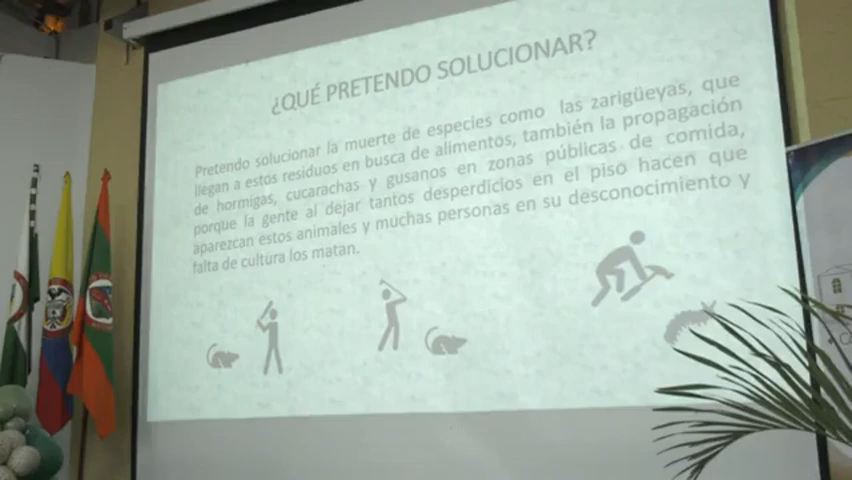 ¿QUÉ PRETENDO SOLUCIONAR?
Pretendo solucionar la muerte de especies como las zarigüeyas, que
llegan a estos residuos en busca de alimentos, también la propagación
de hormigas, cucarachas y gusanos en zonas públicas de comida,
porque la gente al dejar tantos desperdicios en el piso hacen que
aparezcan estos animales y muchas personas en su desconocimiento y
falta de cultura los matan.